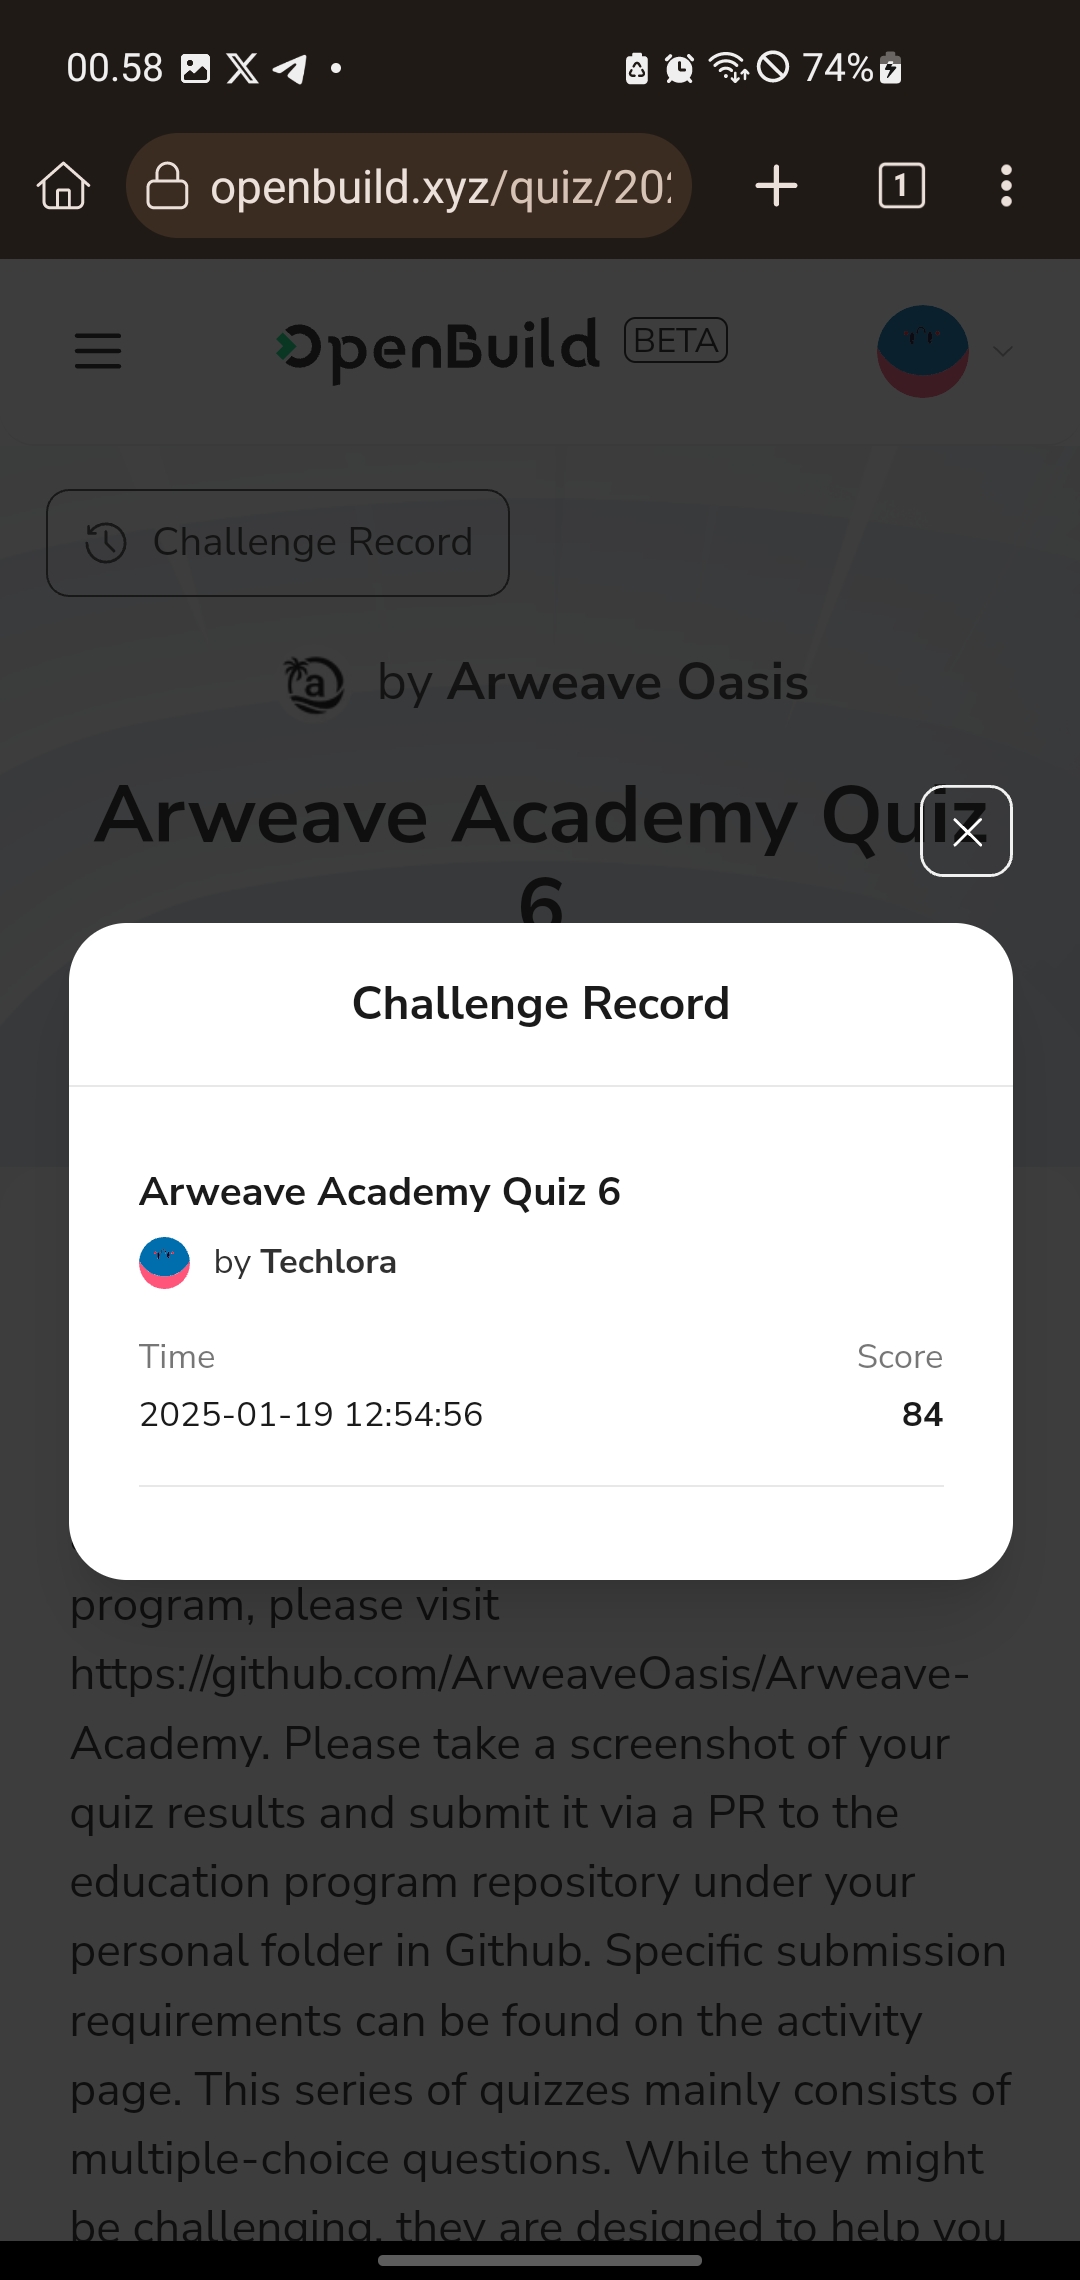 00.58
74%
openbuild.xyz/quiz/20
1
OpenBuild BETA
Challenge Record
by Arweave Oasis
Arweave Academy Quiz
6
Challenge Record
Arweave Academy Quiz 6
by Techlora
Time Score
2025-01-19 12:54:56 84
program, please visit
https://github.com/ArweaveOasis/Arweave-
Academy. Please take a screenshot of your
quiz results and submit it via a PR to the
education program repository under your
personal folder in Github. Specific submission
requirements can be found on the activity
page. This series of quizzes mainly consists of
multiple-choice questions. While they might
be challenging, they are designed to help you